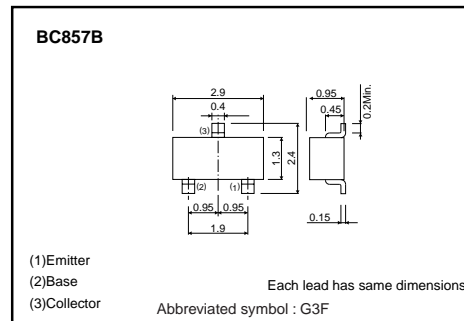 BC857B
2.9
0.4
(3)
1.3
2.4
(2)
(1)
0.95 0.95
1.9
0.95
0.45
0.2Min.
0.15
(1)Emitter
(2)Base
(3)Collector
Each lead has same dimensions
Abbreviated symbol : G3F